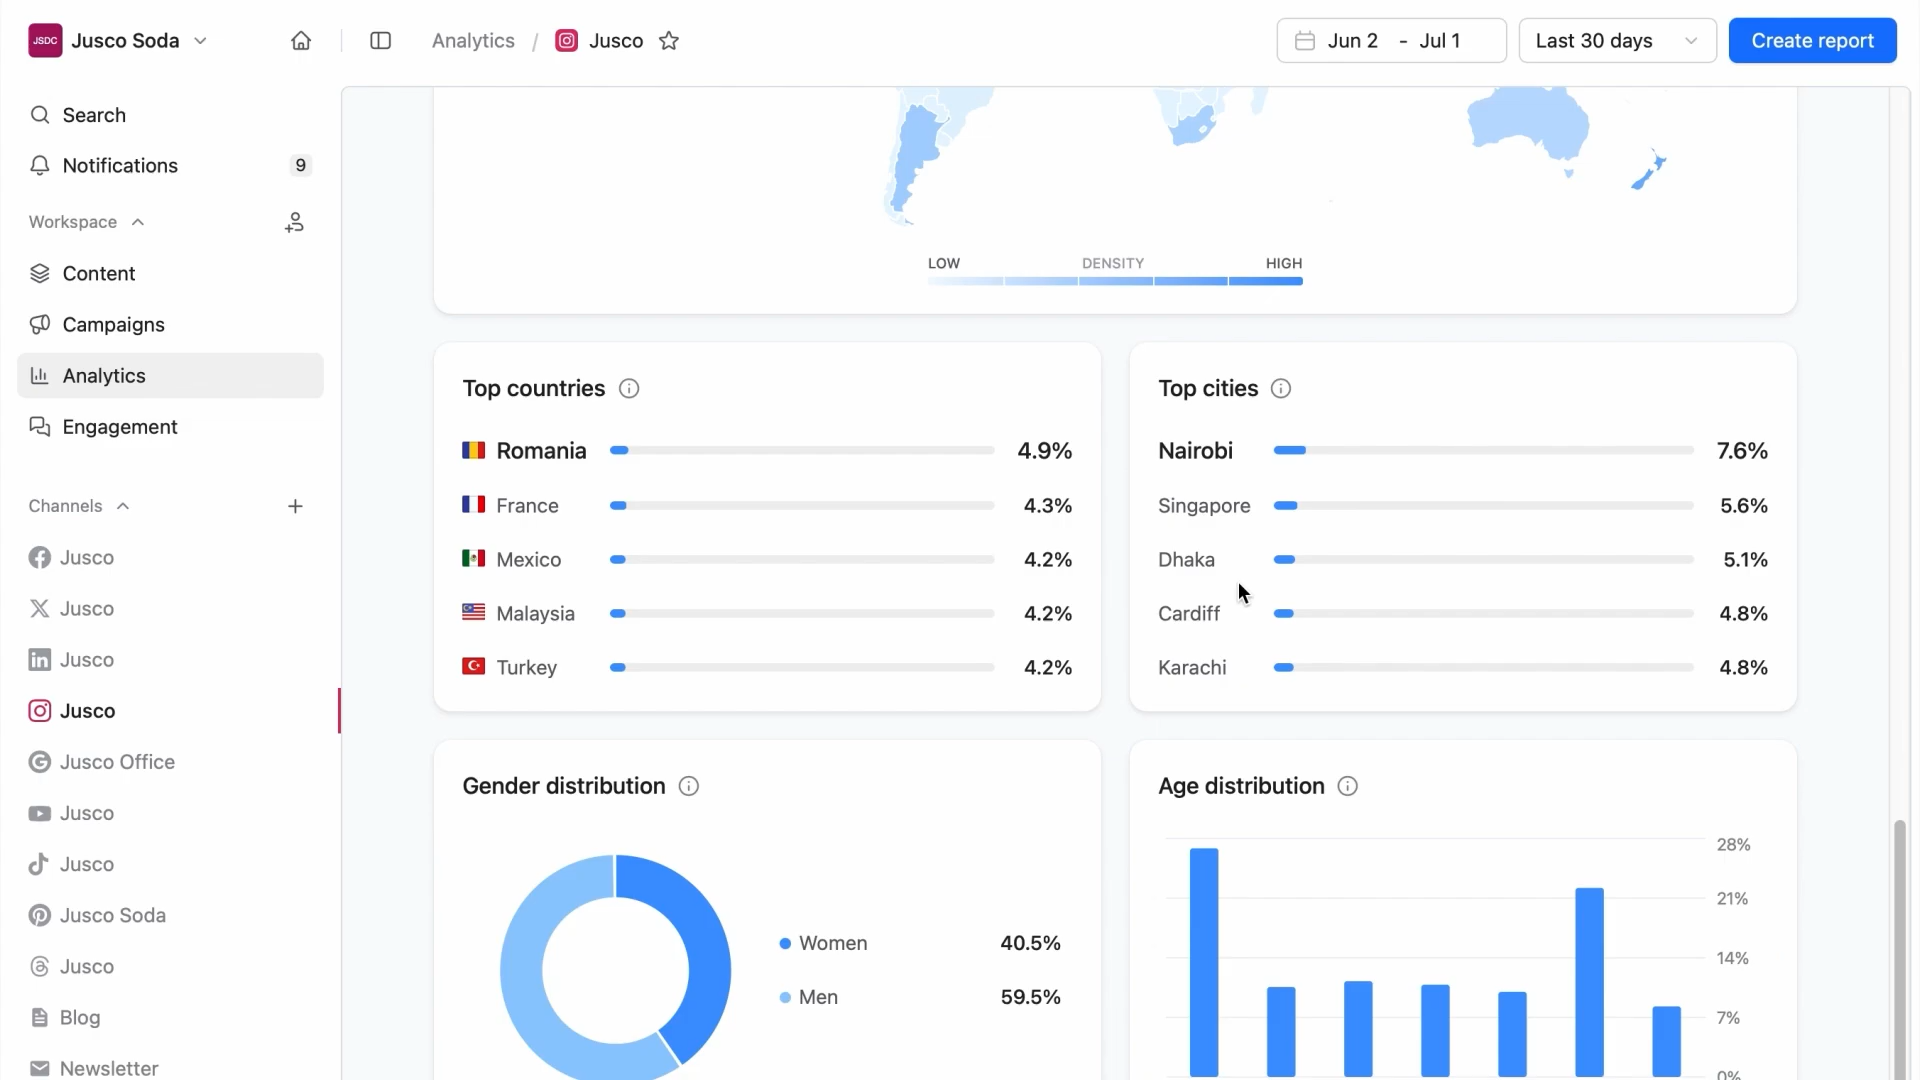 JSDC Jusco Soda
Analytics / Jusco
Jun 2 - Jul 1
Last 30 days
Create report
Search
Notifications 9
Workspace
Content
Campaigns
Analytics
Engagement
Channels
Jusco
Jusco
Jusco
Jusco
Jusco Office
Jusco
Jusco
Jusco Soda
Jusco
Blog
Newsletter
LOW DENSITY HIGH
Top countries
Romania 4.9%
France 4.3%
Mexico 4.2%
Malaysia 4.2%
Turkey 4.2%
Top cities
Nairobi 7.6%
Singapore 5.6%
Dhaka 5.1%
Cardiff 4.8%
Karachi 4.8%
Gender distribution
Women 40.5%
Men 59.5%
Age distribution
28%
21%
14%
7%
0%